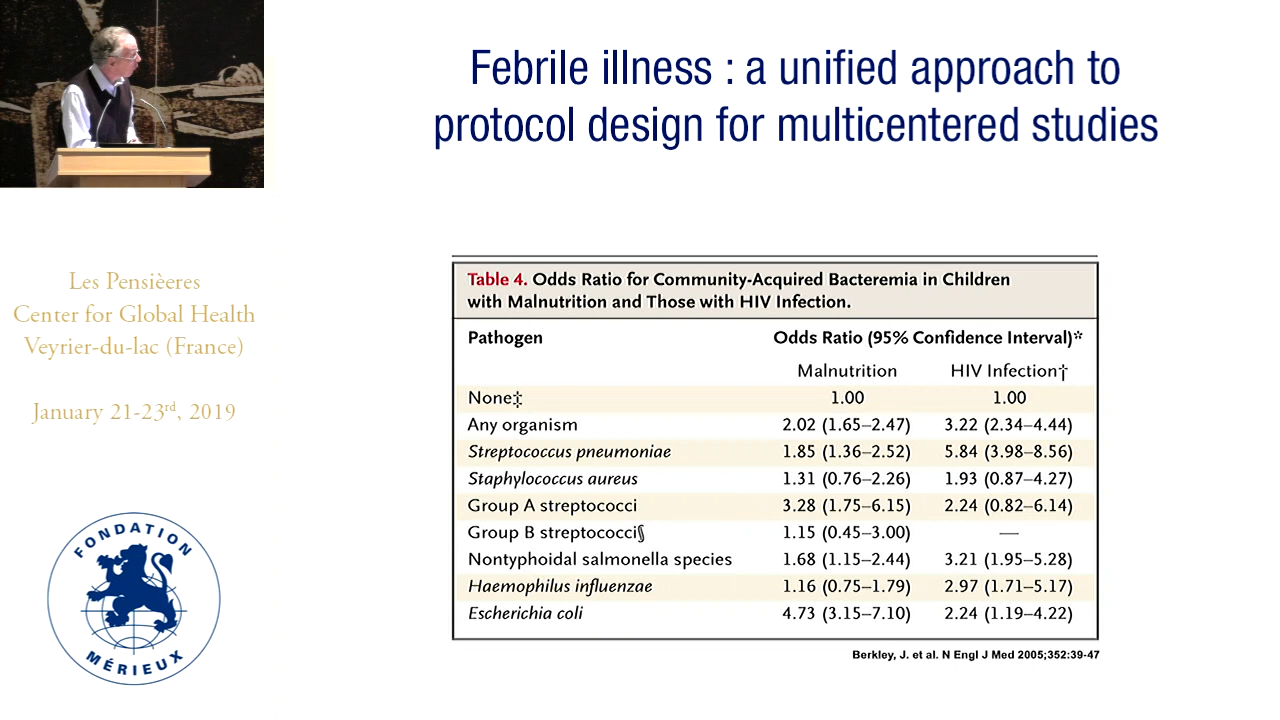 Febrile illness : a unified approach to
protocol design for multicentered studies
Les Pensièeres
Center for Global Health
Veyrier-du-lac (France)
January 21-23rd, 2019
FONDATION
MÉRIEUX
Table 4. Odds Ratio for Community-Acquired Bacteremia in Children
with Malnutrition and Those with HIV Infection.
Pathogen Odds Ratio (95% Confidence Interval)*
Malnutrition HIV Infection†
None‡ 1.00 1.00
Any organism 2.02 (1.65–2.47) 3.22 (2.34–4.44)
Streptococcus pneumoniae 1.85 (1.36–2.52) 5.84 (3.98–8.56)
Staphylococcus aureus 1.31 (0.76–2.26) 1.93 (0.87–4.27)
Group A streptococci 3.28 (1.75–6.15) 2.24 (0.82–6.14)
Group B streptococci§ 1.15 (0.45–3.00) —
Nontyphoidal salmonella species 1.68 (1.15–2.44) 3.21 (1.95–5.28)
Haemophilus influenzae 1.16 (0.75–1.79) 2.97 (1.71–5.17)
Escherichia coli 4.73 (3.15–7.10) 2.24 (1.19–4.22)
Berkley, J. et al. N Engl J Med 2005;352:39-47